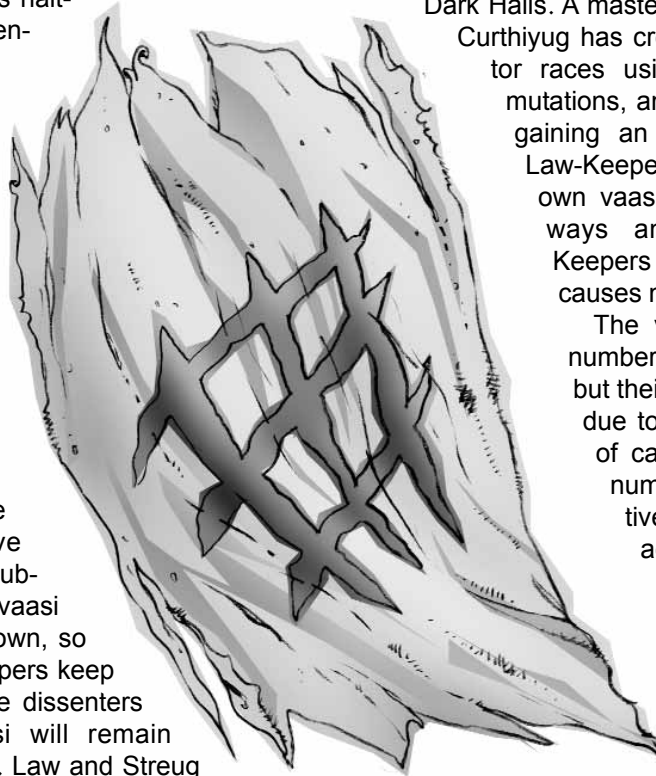 s halt-
en-
e
ve
ub-
vaasi
own, so
pers keep
e dissenters
si will remain
. Law and Streug
Dark Halls. A maste
Curthiyug has cr
tor races usi
mutations, ar
gaining an
Law-Keepe
own vaas
ways ar
Keepers
causes
The
number
but their
due to
of ca
num
tive
a